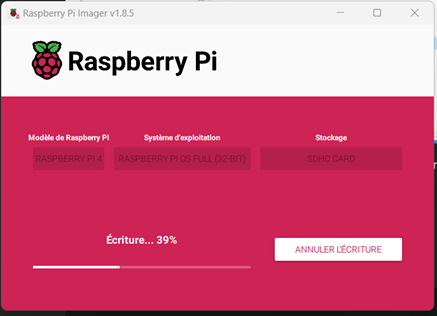 Raspberry Pi Imager v1.8.5
Raspberry Pi
Modèle de Raspberry Pi Système d'exploitation Stockage
RASPBERRY PI 4 RASPBERRY PI OS FULL (32-BIT) SDHC CARD
Écriture... 39%
ANNULER L'ÉCRITURE